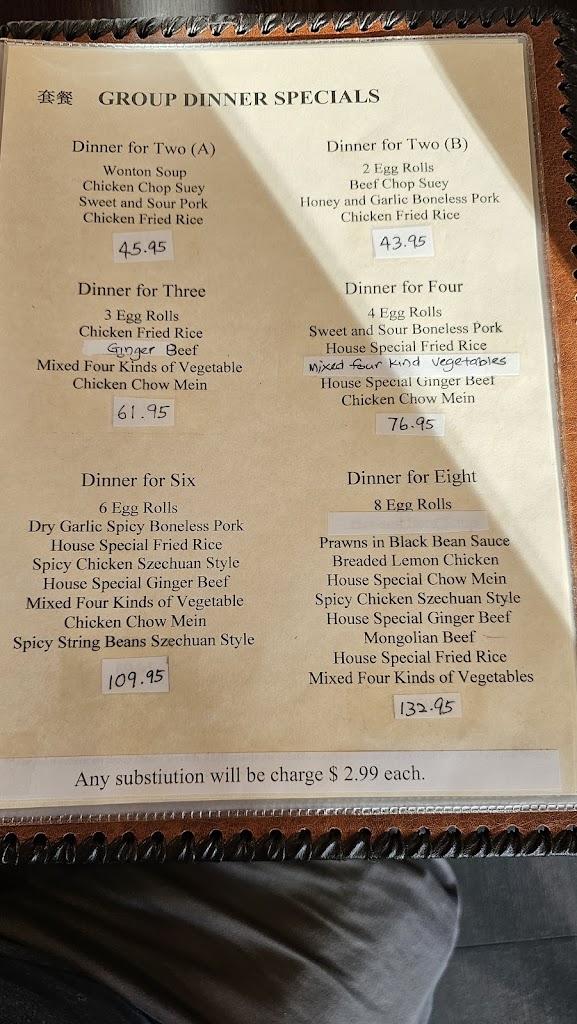 套餐 GROUP DINNER SPECIALS
Dinner for Two (A)
Wonton Soup
Chicken Chop Suey
Sweet and Sour Pork
Chicken Fried Rice
45.95
Dinner for Two (B)
2 Egg Rolls
Beef Chop Suey
Honey and Garlic Boneless Pork
Chicken Fried Rice
43.95
Dinner for Three
3 Egg Rolls
Chicken Fried Rice
Ginger Beef
Mixed Four Kinds of Vegetable
Chicken Chow Mein
61.95
Dinner for Four
4 Egg Rolls
Sweet and Sour Boneless Pork
House Special Fried Rice
Mixed four kind vegetables
House Special Ginger Beef
Chicken Chow Mein
76.95
Dinner for Six
6 Egg Rolls
Dry Garlic Spicy Boneless Pork
House Special Fried Rice
Spicy Chicken Szechuan Style
House Special Ginger Beef
Mixed Four Kinds of Vegetable
Chicken Chow Mein
Spicy String Beans Szechuan Style
109.95
Dinner for Eight
8 Egg Rolls
Prawns in Black Bean Sauce
Breaded Lemon Chicken
House Special Chow Mein
Spicy Chicken Szechuan Style
House Special Ginger Beef
Mongolian Beef
House Special Fried Rice
Mixed Four Kinds of Vegetables
132.95
Any substiution will be charge $ 2.99 each.